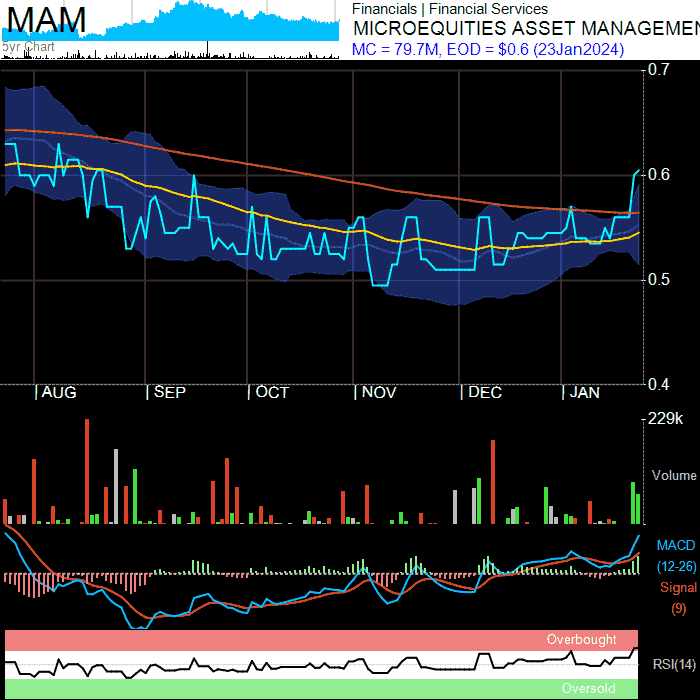 MAM
5yr Chart
Financials | Financial Services
MICROEQUITIES ASSET MANAGEMEN
MC = 79.7M, EOD = $0.6 (23Jan2024)
0.7
0.6
0.5
0.4
| AUG | SEP | OCT | NOV | DEC | JAN
229k
Volume
MACD
(12-26)
Signal
(9)
Overbought
RSI(14)
Oversold